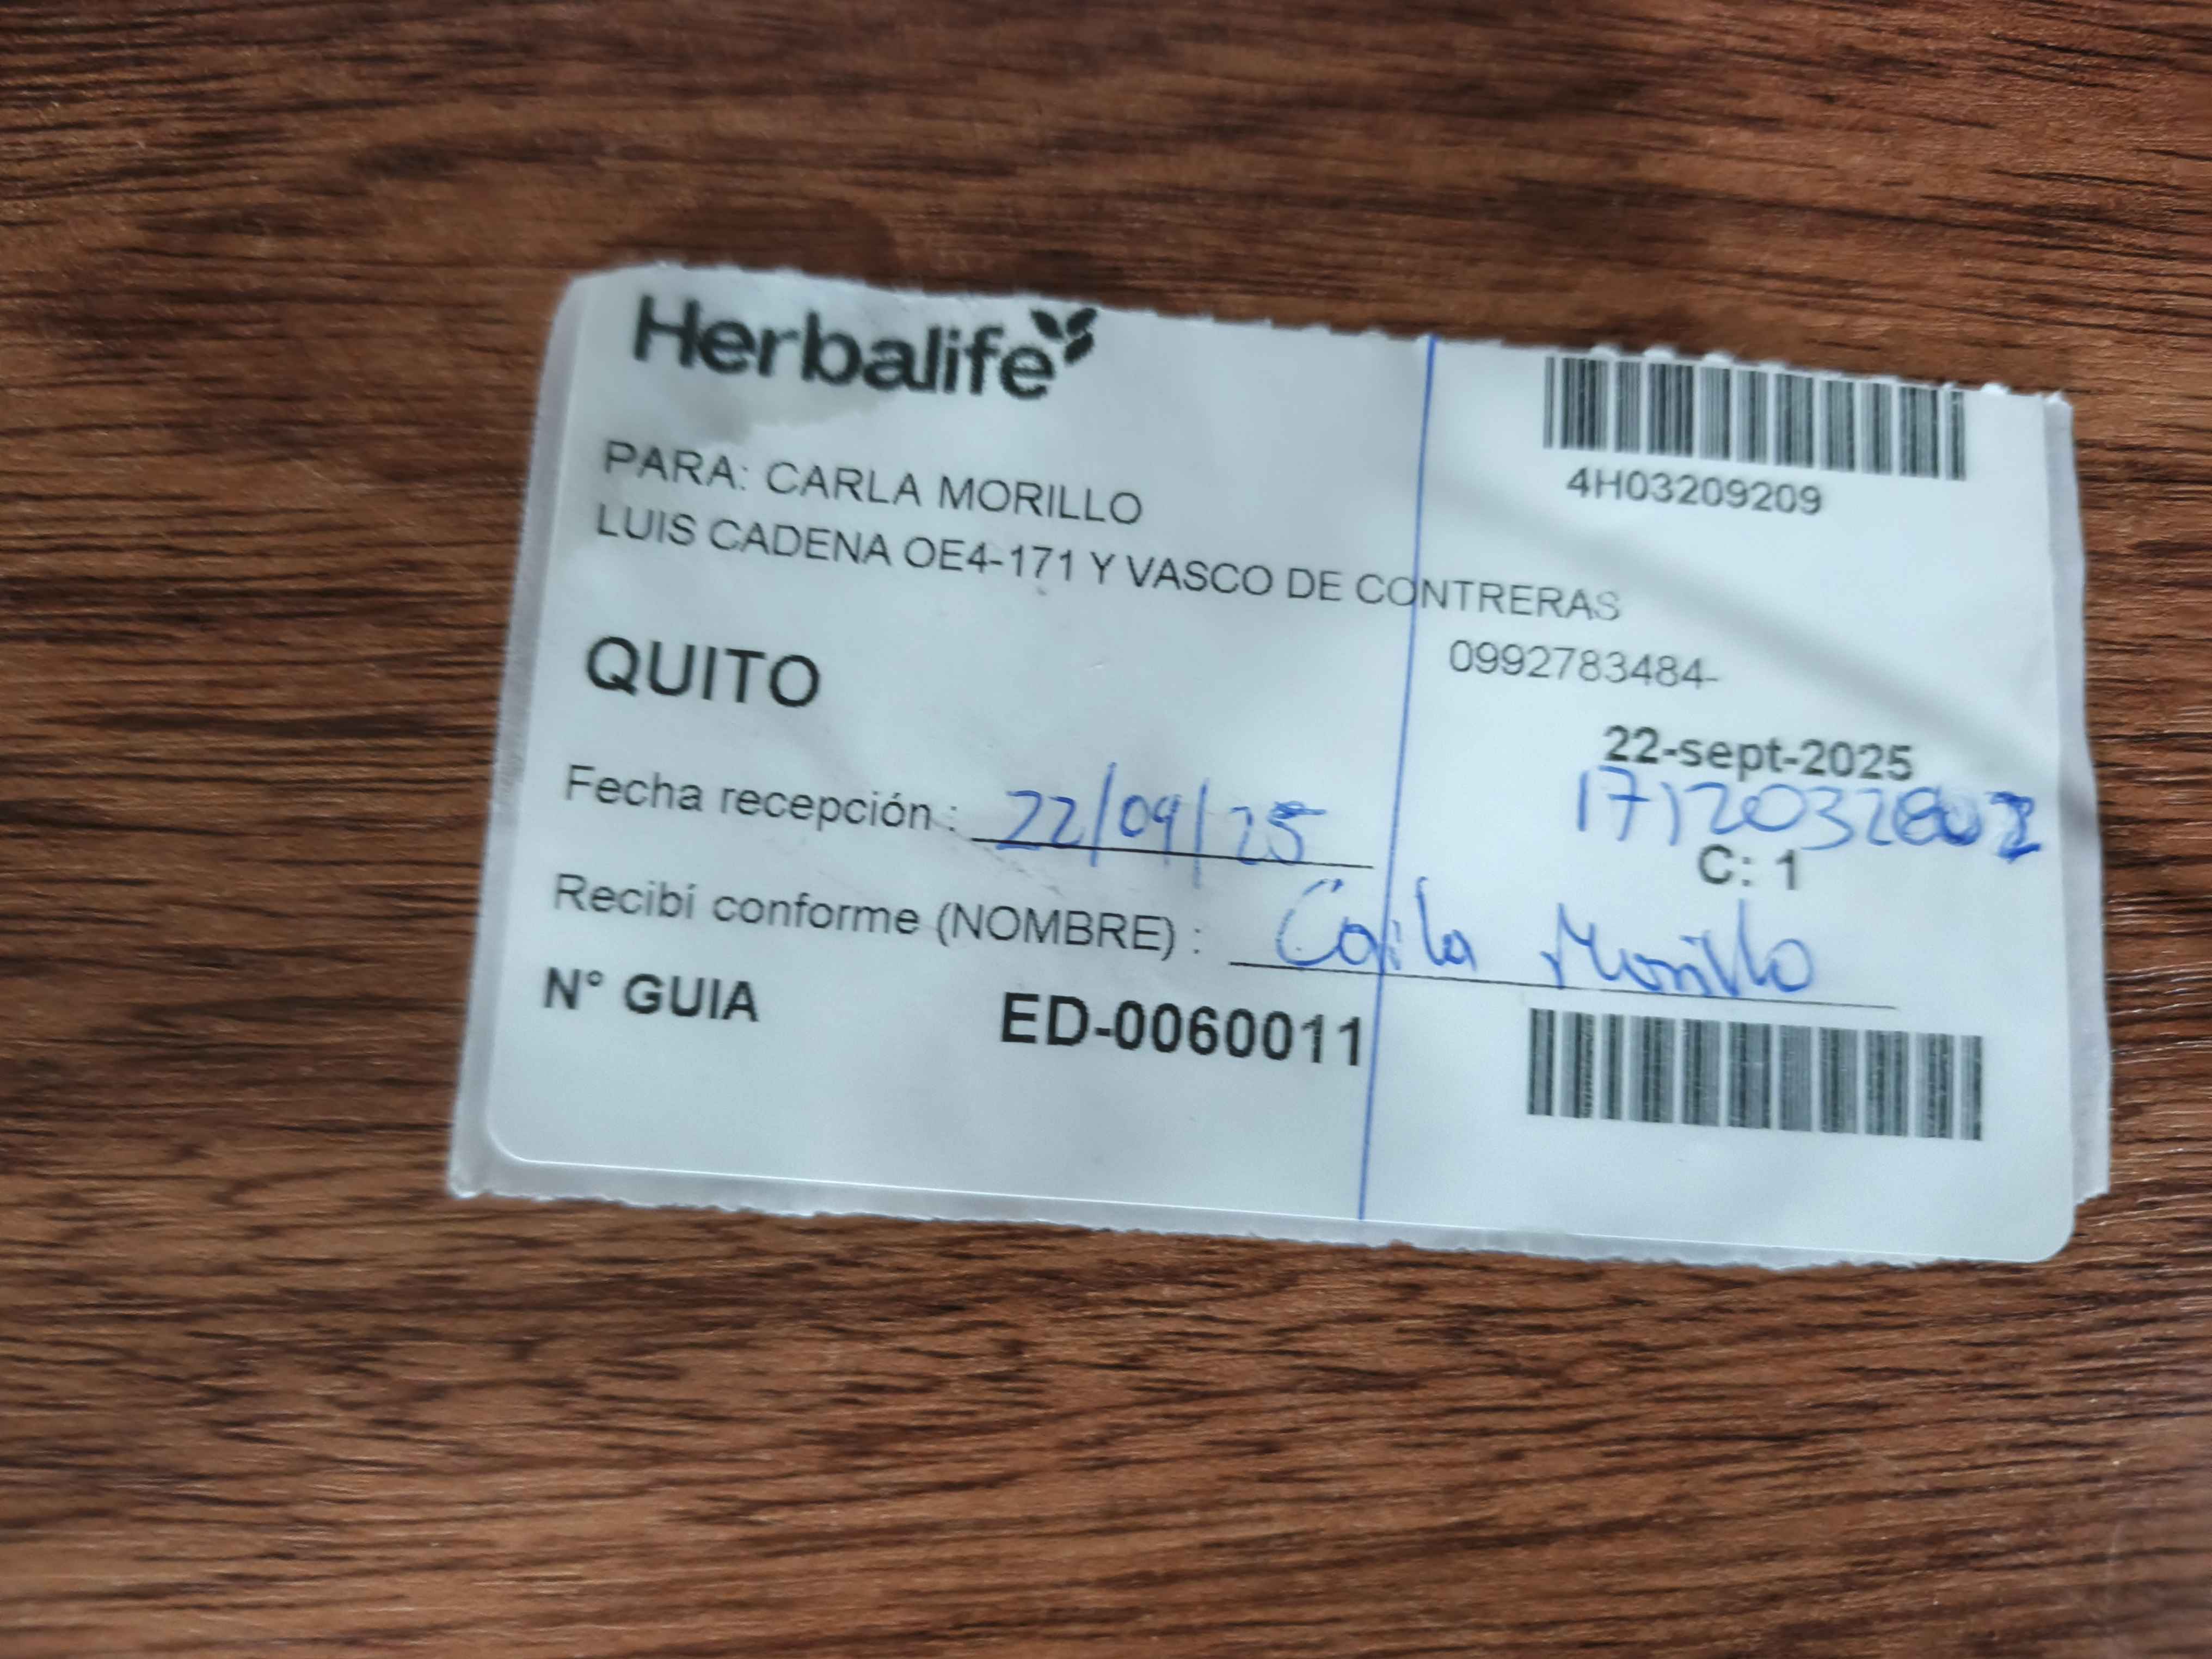 Herbalife
4H03209209
PARA: CARLA MORILLO
LUIS CADENA OE4-171 Y VASCO DE CONTRERAS
0992783484-
QUITO
22-sept-2025
Fecha recepción : 22/09/25
C: 1
Recibí conforme (NOMBRE) : Carla Morillo
N° GUIA ED-0060011